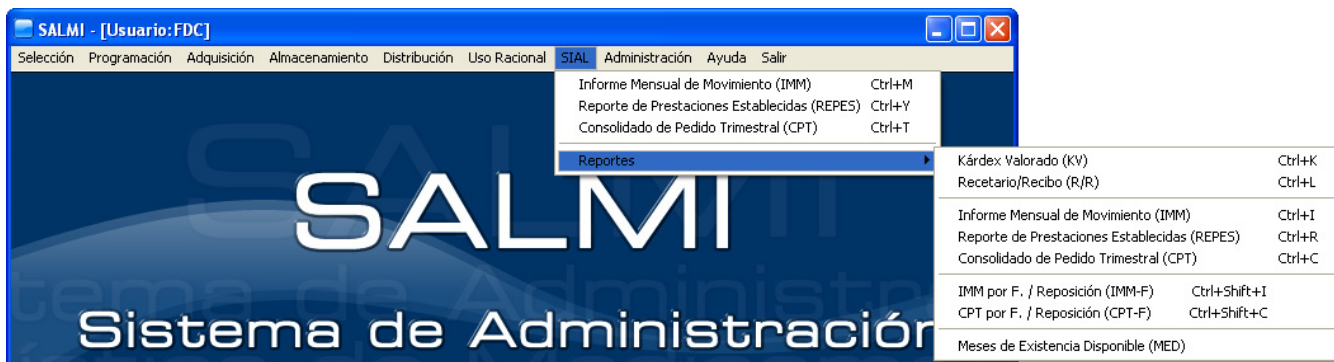 SALMI - [Usuario:FDC]
Selección Programación Adquisición Almacenamiento Distribución Uso Racional SIAL Administración Ayuda Salir
Informe Mensual de Movimiento (IMM) Ctrl+M
Reporte de Prestaciones Establecidas (REPES) Ctrl+Y
Consolidado de Pedido Trimestral (CPT) Ctrl+T
Reportes
Kárdex Valorado (KV) Ctrl+K
Recetario/Recibo (R/R) Ctrl+L
Informe Mensual de Movimiento (IMM) Ctrl+I
Reporte de Prestaciones Establecidas (REPES) Ctrl+R
Consolidado de Pedido Trimestral (CPT) Ctrl+C
IMM por F. / Reposición (IMM-F) Ctrl+Shift+I
CPT por F. / Reposición (CPT-F) Ctrl+Shift+C
Meses de Existencia Disponible (MED)
SALMI
SALMI
Sistema de Administración